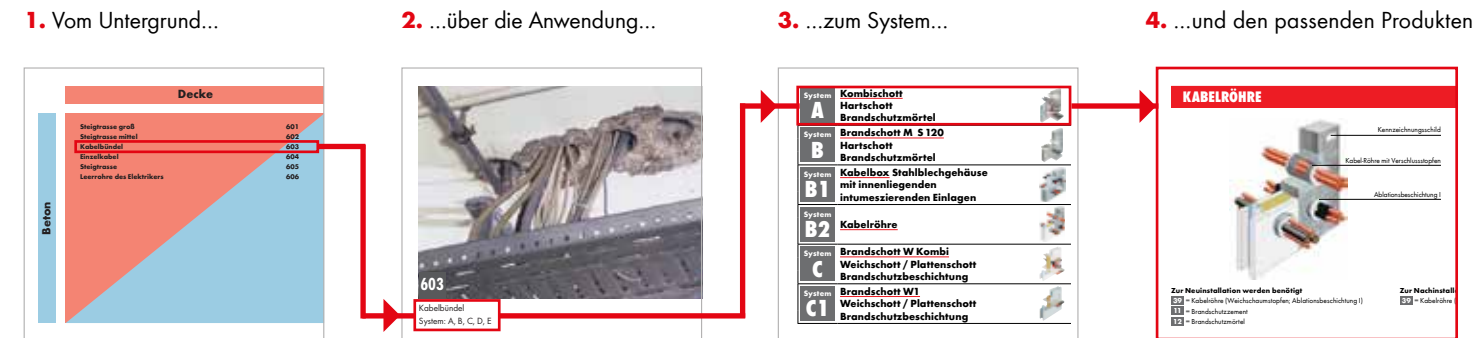 1. Vom Untergrund...
2. ...über die Anwendung...
3. ...zum System...
4. ...und den passenden Produkten
Decke
Beton
Steigtrasse groß 601
Steigtrasse mittel 602
Kabelbündel 603
Einzelkabel 604
Steigtrasse 605
Leerrohre des Elektrikers 606
603
Kabelbündel
System: A, B, C, D, E
System
A
Kombischott
Hartschott
Brandschutzmörtel
System
B
Brandschott M S 120
Hartschott
Brandschutzmörtel
System
B1
Kabelbox Stahlblechgehäuse
mit innenliegenden
intumeszierenden Einlagen
System
B2
Kabelröhre
System
C
Brandschott W Kombi
Weichschott / Plattenschott
Brandschutzbeschichtung
System
C1
Brandschott W1
Weichschott / Plattenschott
Brandschutzbeschichtung
KABELRÖHRE
Kennzeichnungsschild
Kabel-Röhre mit Verschlussstopfen
Ablationsbeschichtung I
Zur Neuinstallation werden benötigt
39 = Kabelröhre (Weichschaumstopfen; Ablationsbeschichtung I)
11 = Brandschutzzement
12 = Brandschutzmörtel
Zur Nachinstall
39 = Kabelröhre (